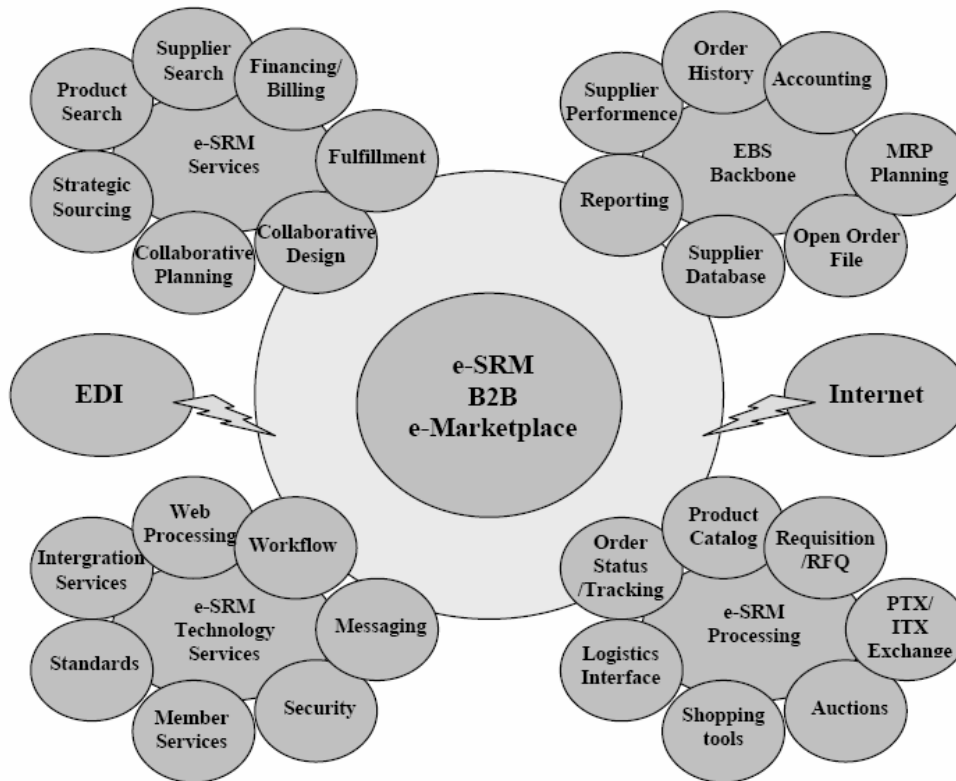 Supplier
Search
Financing/
Billing
Product
Search
e-SRM
Services
Fulfillment
Strategic
Sourcing
Collaborative
Planning
Collaborative
Design
Order
History
Accounting
Supplier
Performence
EBS
Backbone
MRP
Planning
Reporting
Supplier
Database
Open Order
File
EDI
e-SRM
B2B
e-Marketplace
Internet
Web
Processing
Workflow
Intergration
Services
e-SRM
Technology
Services
Messaging
Standards
Member
Services
Security
Product
Catalog
Requisition
/RFQ
Order
Status
/Tracking
e-SRM
Processing
PTX/
ITX
Exchange
Logistics
Interface
Shopping
tools
Auctions